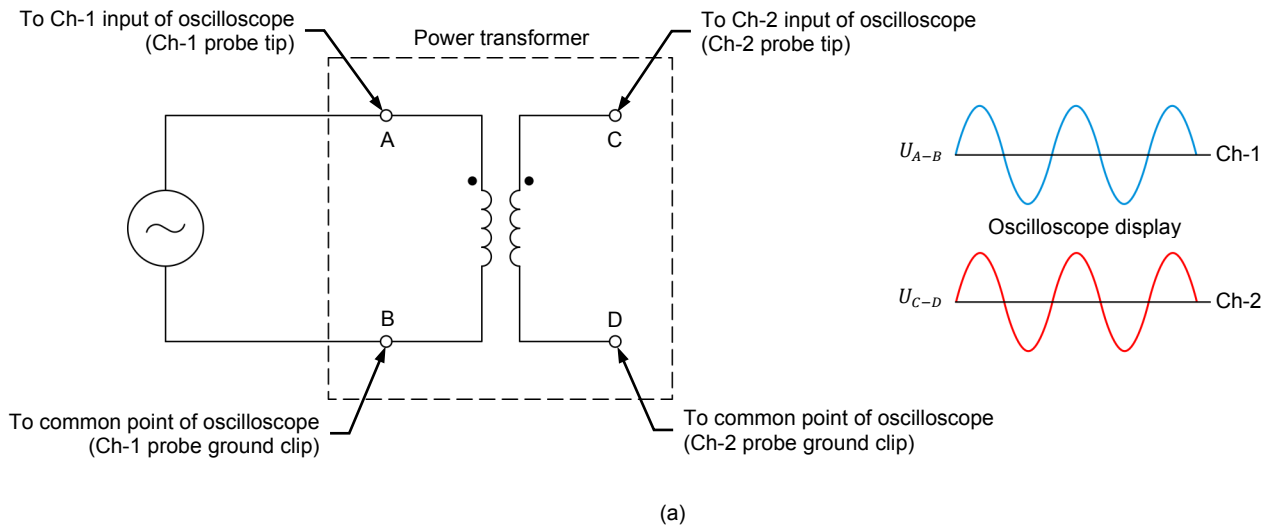 To Ch-1 input of oscilloscope
(Ch-1 probe tip)
Power transformer
To Ch-2 input of oscilloscope
(Ch-2 probe tip)
A
C
B
D
U_{A−B}
Ch-1
Oscilloscope display
U_{C−D}
Ch-2
To common point of oscilloscope
(Ch-1 probe ground clip)
To common point of oscilloscope
(Ch-2 probe ground clip)
(a)